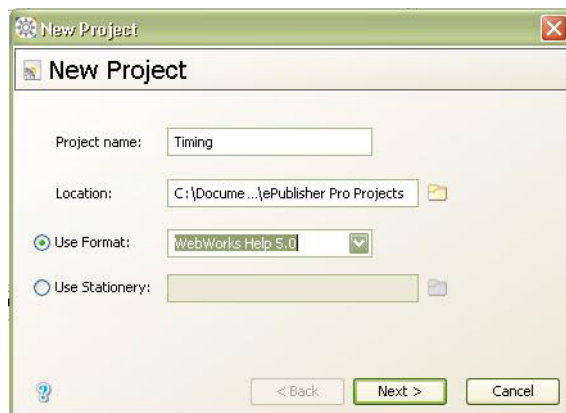 New Project
New Project
Project name: Timing
Location: C:\Docume...\ePublisher Pro Projects
Use Format: WebWorks Help 5.0
Use Stationery:
? < Back Next > Cancel